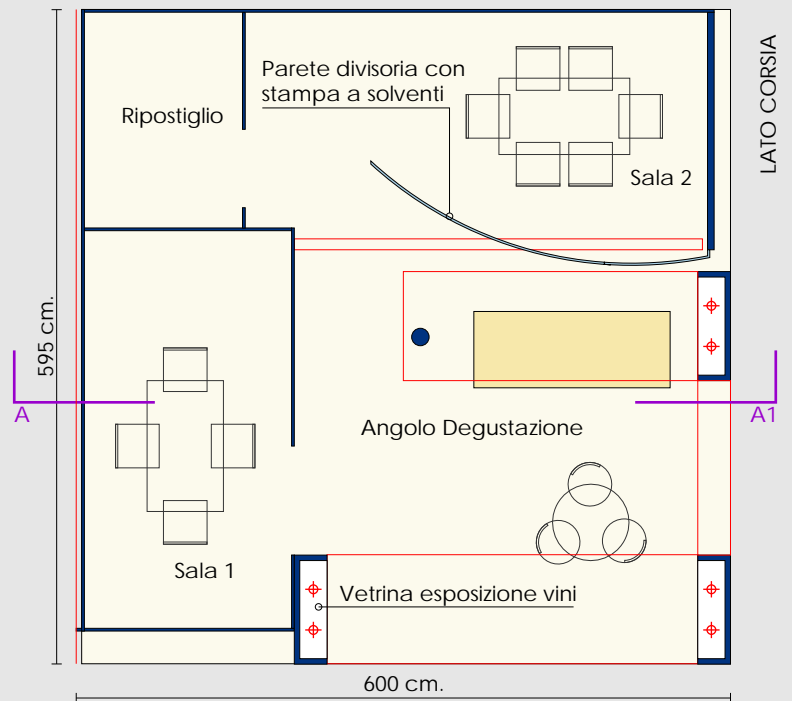 Parete divisoria con
stampa a solventi
Ripostiglio
LATO CORSIA
Sala 2
595 cm.
A
A1
Angolo Degustazione
Sala 1
Vetrina esposizione vini
600 cm.